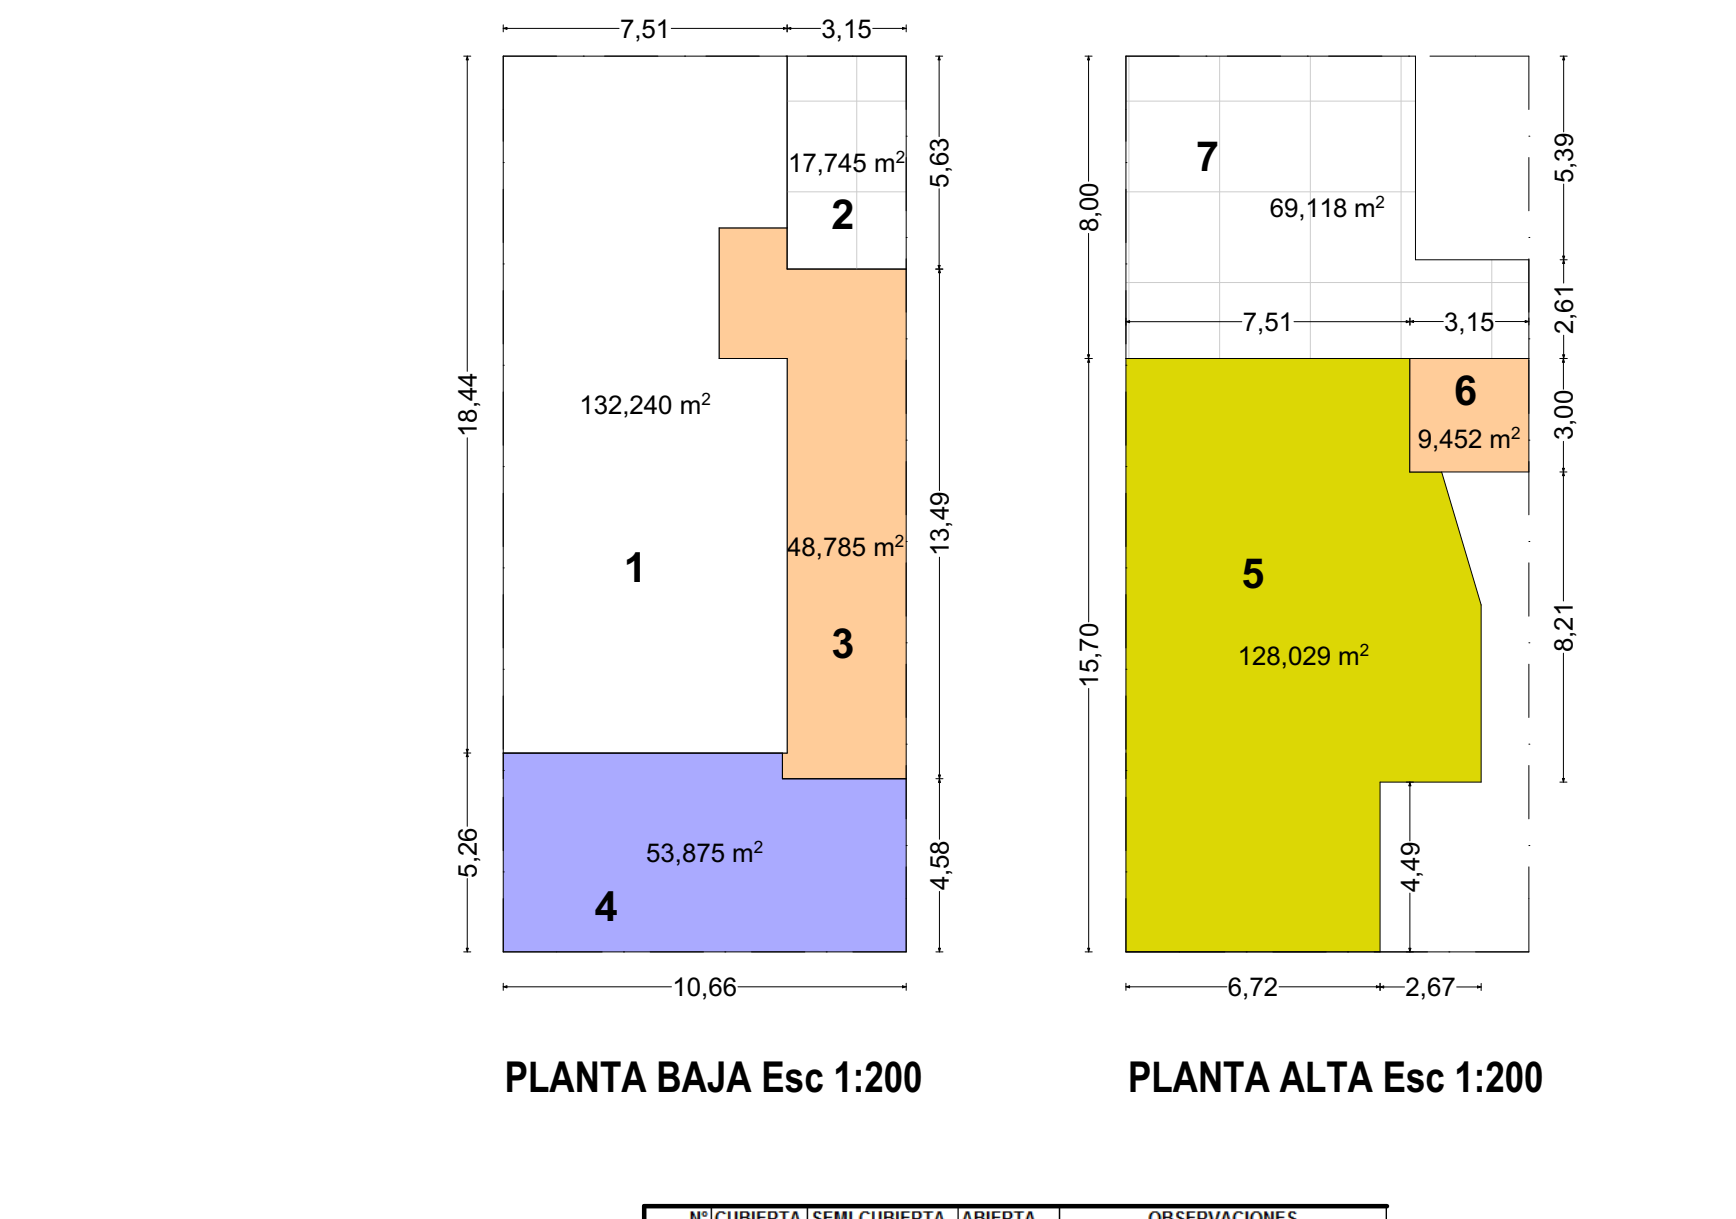 7,51
3,15
5,63
17,745 m²
2
18,44
132,240 m²
1
13,49
48,785 m²
3
5,26
53,875 m²
4
4,58
10,66
PLANTA BAJA Esc 1:200
7
69,118 m²
5,39
8,00
2,61
7,51
3,15
6
9,452 m²
3,00
5
128,029 m²
8,21
15,70
4,49
6,72
2,67
PLANTA ALTA Esc 1:200
Nº CUBIERTA SEMI CUBIERTA ABIERTA OBSERVACIONES